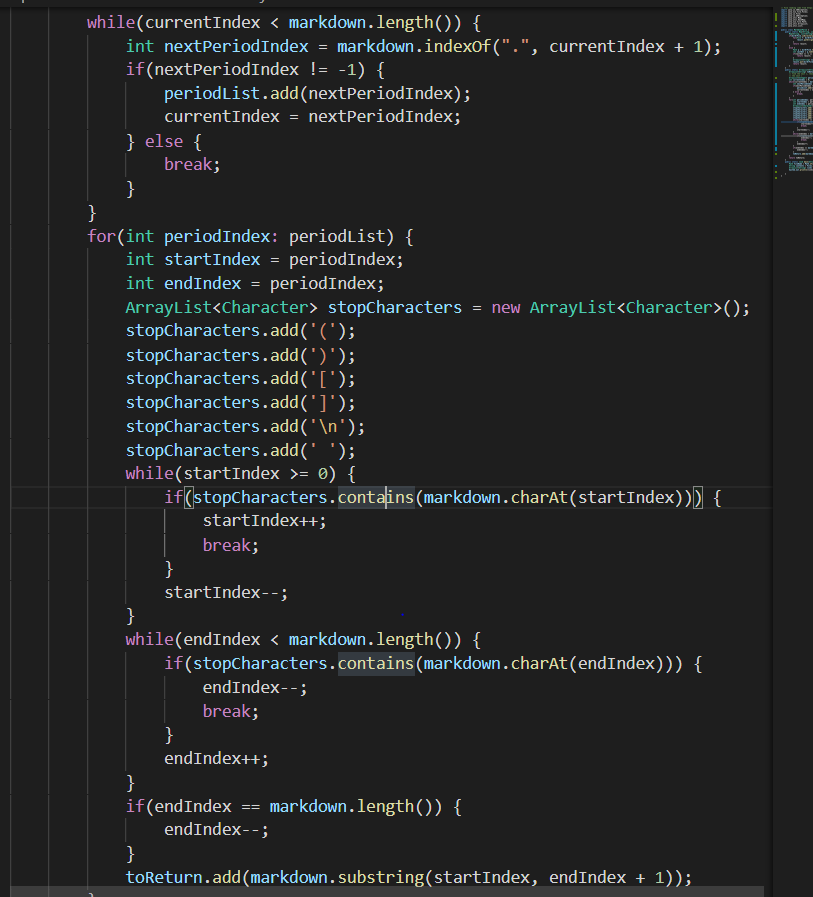 while(currentIndex < markdown.length()) {
int nextPeriodIndex = markdown.indexOf(".", currentIndex + 1);
if(nextPeriodIndex != -1) {
periodList.add(nextPeriodIndex);
currentIndex = nextPeriodIndex;
} else {
break;
}
}
for(int periodIndex: periodList) {
int startIndex = periodIndex;
int endIndex = periodIndex;
ArrayList<Character> stopCharacters = new ArrayList<Character>();
stopCharacters.add('(');
stopCharacters.add(')');
stopCharacters.add('[');
stopCharacters.add(']');
stopCharacters.add('\n');
stopCharacters.add(' ');
while(startIndex >= 0) {
if(stopCharacters.contains(markdown.charAt(startIndex))) {
startIndex++;
break;
}
startIndex--;
}
while(endIndex < markdown.length()) {
if(stopCharacters.contains(markdown.charAt(endIndex))) {
endIndex--;
break;
}
endIndex++;
}
if(endIndex == markdown.length()) {
endIndex--;
}
toReturn.add(markdown.substring(startIndex, endIndex + 1));